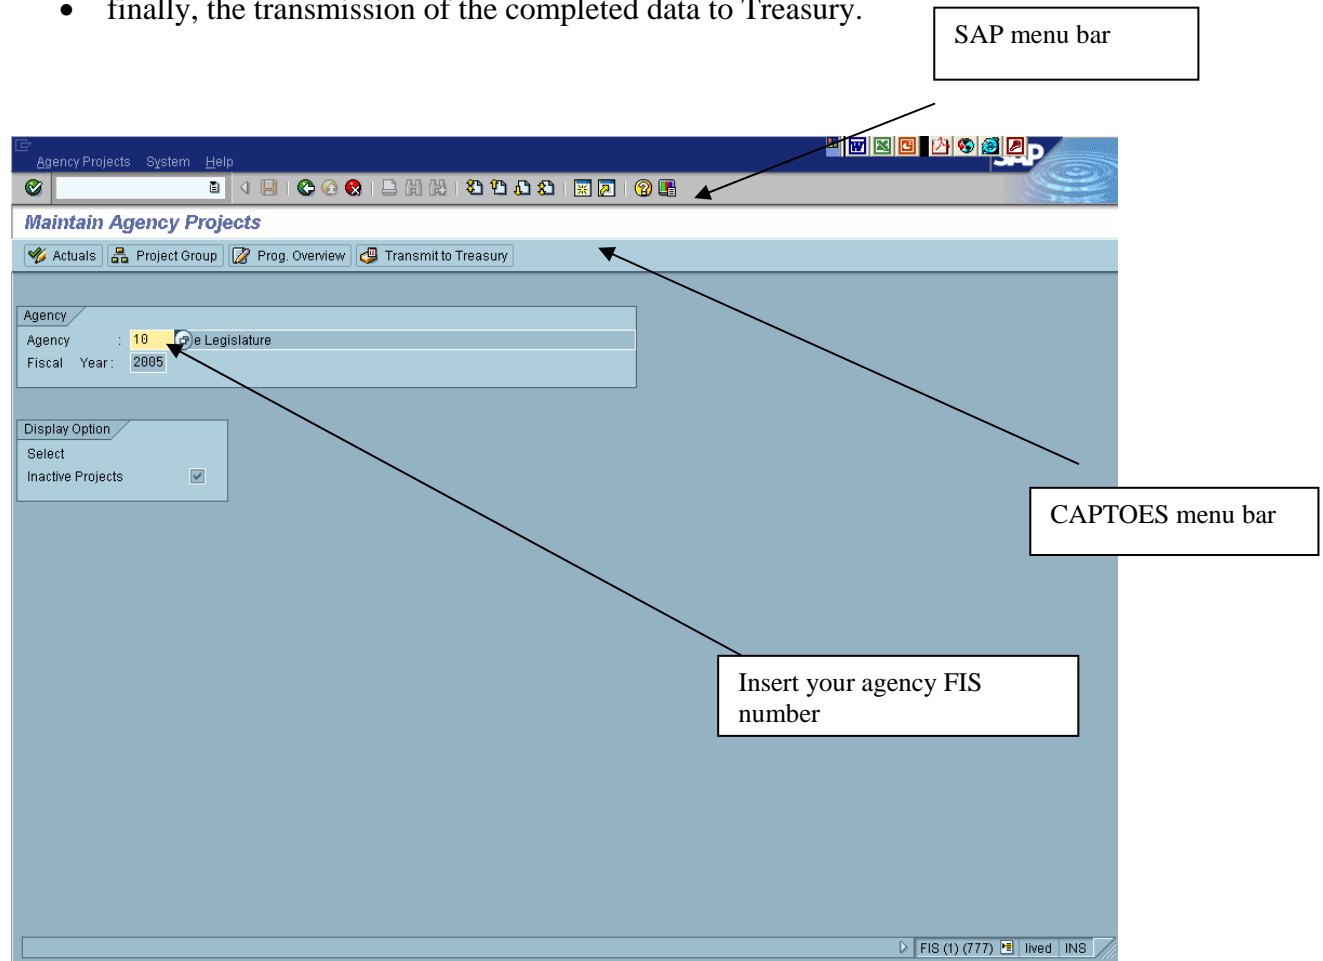 • finally, the transmission of the completed data to Treasury.
SAP menu bar
Agency Projects System Help
SAP
Maintain Agency Projects
Actuals Project Group Prog. Overview Transmit to Treasury
Agency
Agency : 10 e Legislature
Fiscal Year : 2005
Display Option
Select
Inactive Projects
CAPTOES menu bar
Insert your agency FIS
number
FIS (1) (777) lived INS